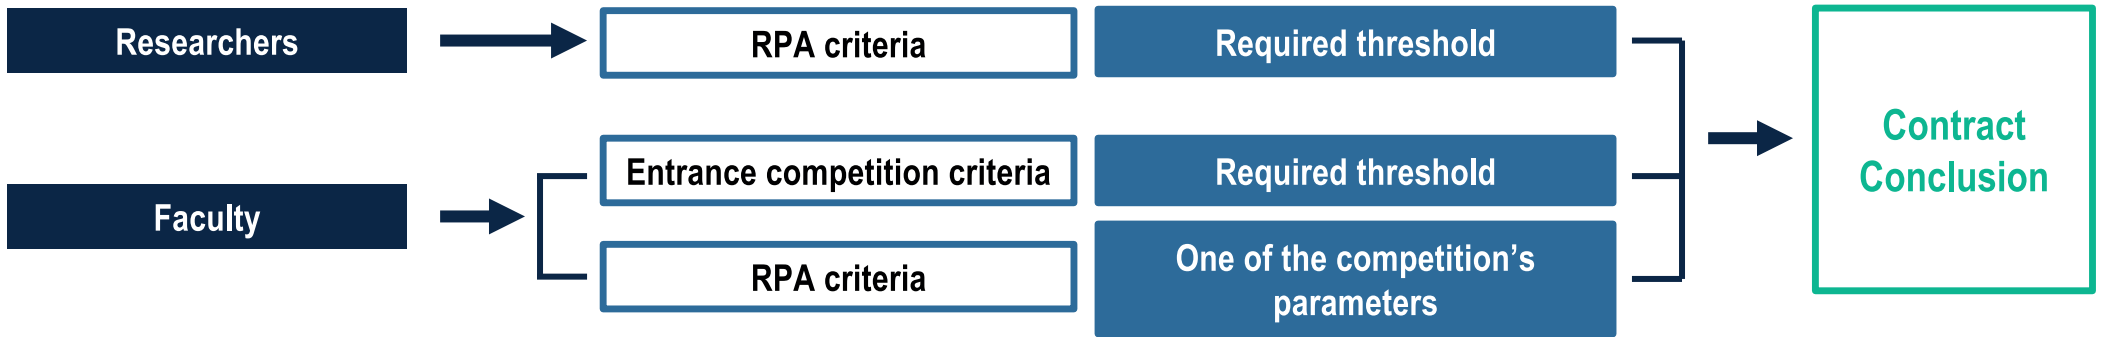 Researchers
RPA criteria
Required threshold
Faculty
Entrance competition criteria
Required threshold
RPA criteria
One of the competition’s
parameters
Contract
Conclusion